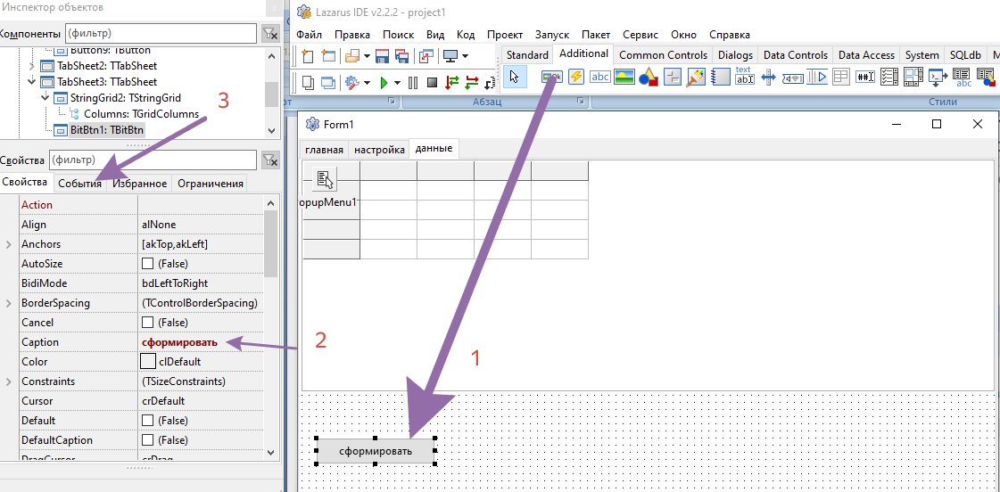 Инспектор объектов
Компоненты (фильтр)
Button9: TButton
TabSheet2: TTabSheet
TabSheet3: TTabSheet
StringGrid2: TStringGrid
Columns: TGridColumns
BitBtn1: TBitBtn
3
Свойства (фильтр)
Свойства События Избранное Ограничения
Action
Align alNone
Anchors [akTop,akLeft]
AutoSize (False)
BidiMode bdLeftToRight
BorderSpacing (TControlBorderSpacing)
Cancel (False)
Caption сформировать
Color clDefault
Constraints (TSizeConstraints)
Cursor crDefault
Default (False)
DefaultCaption (False)
DragCursor crDrag
Lazarus IDE v2.2.2 - project1
Файл Правка Поиск Вид Код Проект Запуск Пакет Сервис Окно Справка
Standard Additional Common Controls Dialogs Data Controls Data Access System SQLdb
abc text abI ##I abc
Абзац Стили
Form1
главная настройка данные
opupMenu1
2
1
сформировать